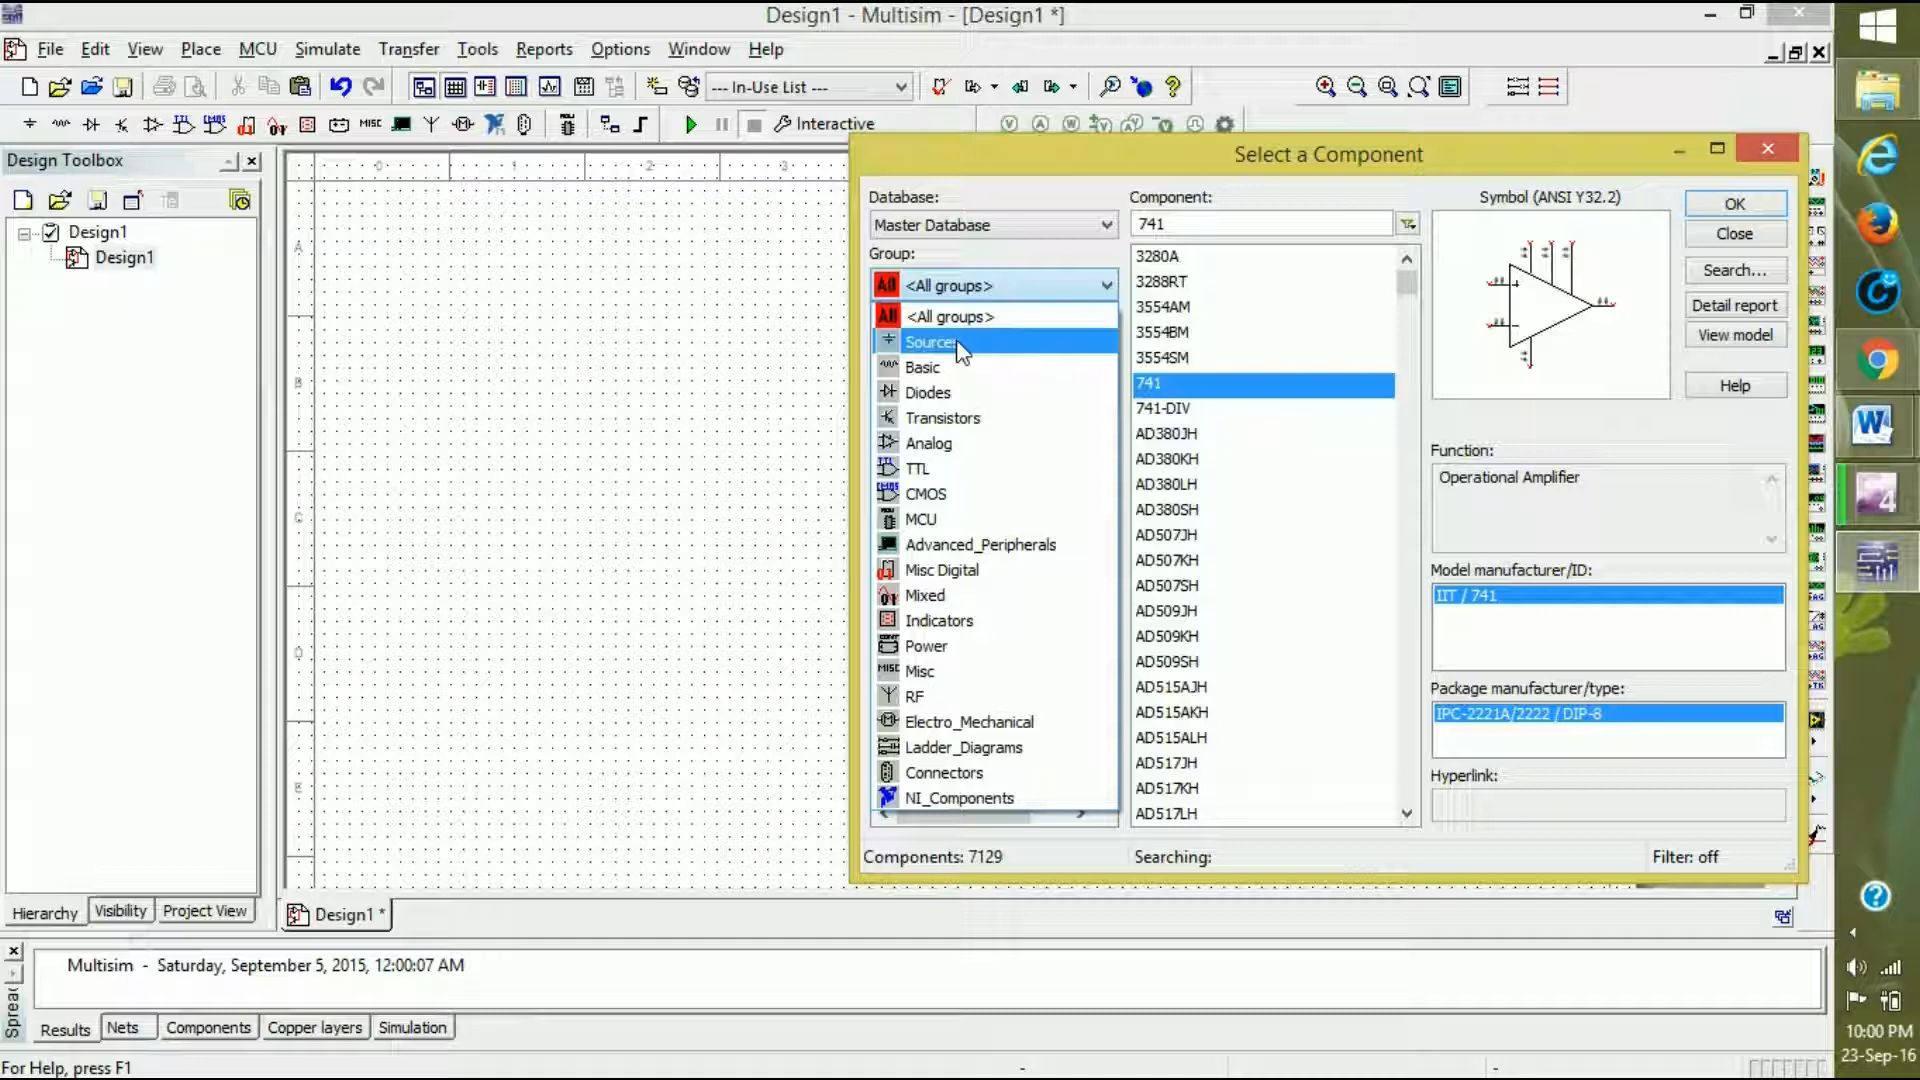 Design1 - Multisim - [Design1 *]
File Edit View Place MCU Simulate Transfer Tools Reports Options Window Help
--- In-Use List ---
MISC
Interactive
Design Toolbox
Design1
Design1
0 1 2 3
A
B
C
D
E
Select a Component
Database:
Master Database
Group:
All <All groups>
All <All groups>
Sources
Basic
Diodes
Transistors
Analog
TTL
CMOS
MCU
Advanced_Peripherals
Misc Digital
Mixed
Indicators
Power
Misc
RF
Electro_Mechanical
Ladder_Diagrams
Connectors
NI_Components
Component:
741
3280A
3288RT
3554AM
3554BM
3554SM
741
741-DIV
AD380JH
AD380KH
AD380LH
AD380SH
AD507JH
AD507KH
AD507SH
AD509JH
AD509KH
AD509SH
AD515AJH
AD515AKH
AD515ALH
AD517JH
AD517KH
AD517LH
Symbol (ANSI Y32.2)
OK
Close
Search...
Detail report
View model
Help
Function:
Operational Amplifier
Model manufacturer/ID:
IIT / 741
Package manufacturer/type:
IPC-2221A/2222 / DIP-8
Hyperlink:
Components: 7129
Searching:
Filter: off
Hierarchy Visibility Project View
Design1 *
Multisim - Saturday, September 5, 2015, 12:00:07 AM
Results Nets Components Copper layers Simulation
For Help, press F1
10:00 PM
23-Sep-16